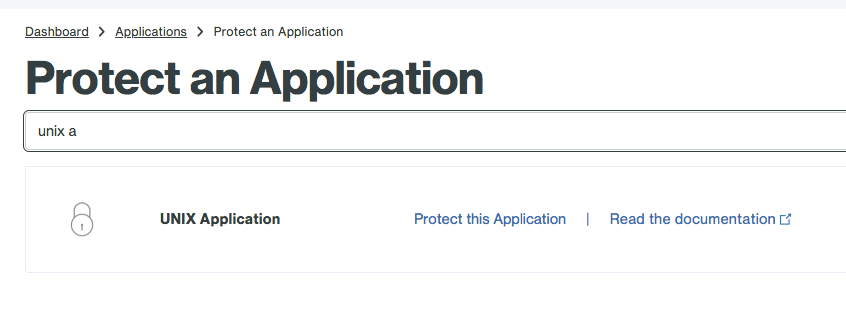 Dashboard > Applications > Protect an Application
Protect an Application
unix a
UNIX Application Protect this Application | Read the documentation